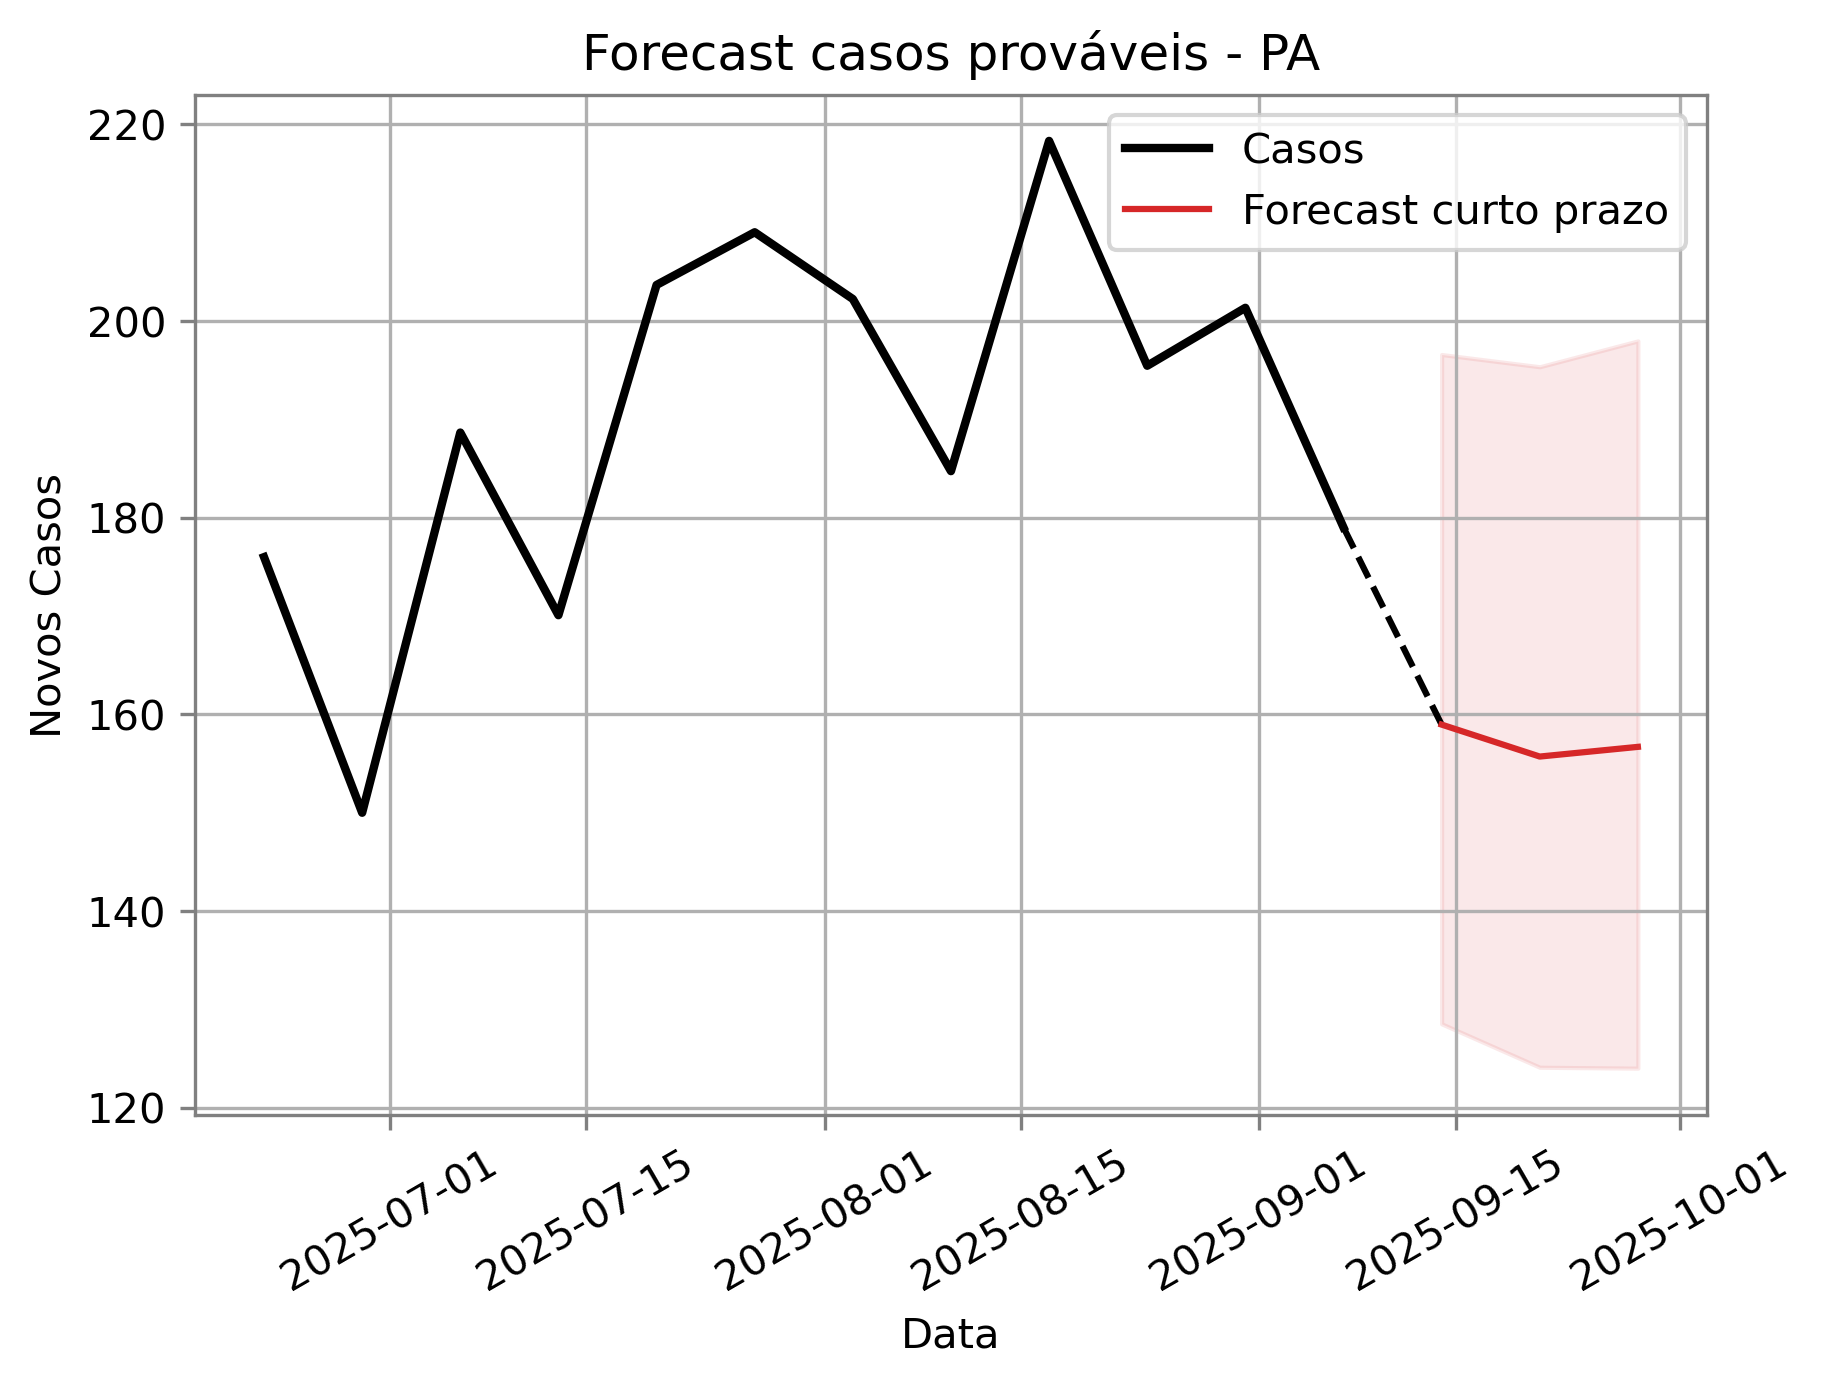 Forecast casos prováveis - PA
Casos
Forecast curto prazo
Novos Casos
220
200
180
160
140
120
2025-07-01
2025-07-15
2025-08-01
2025-08-15
2025-09-01
2025-09-15
2025-10-01
Data